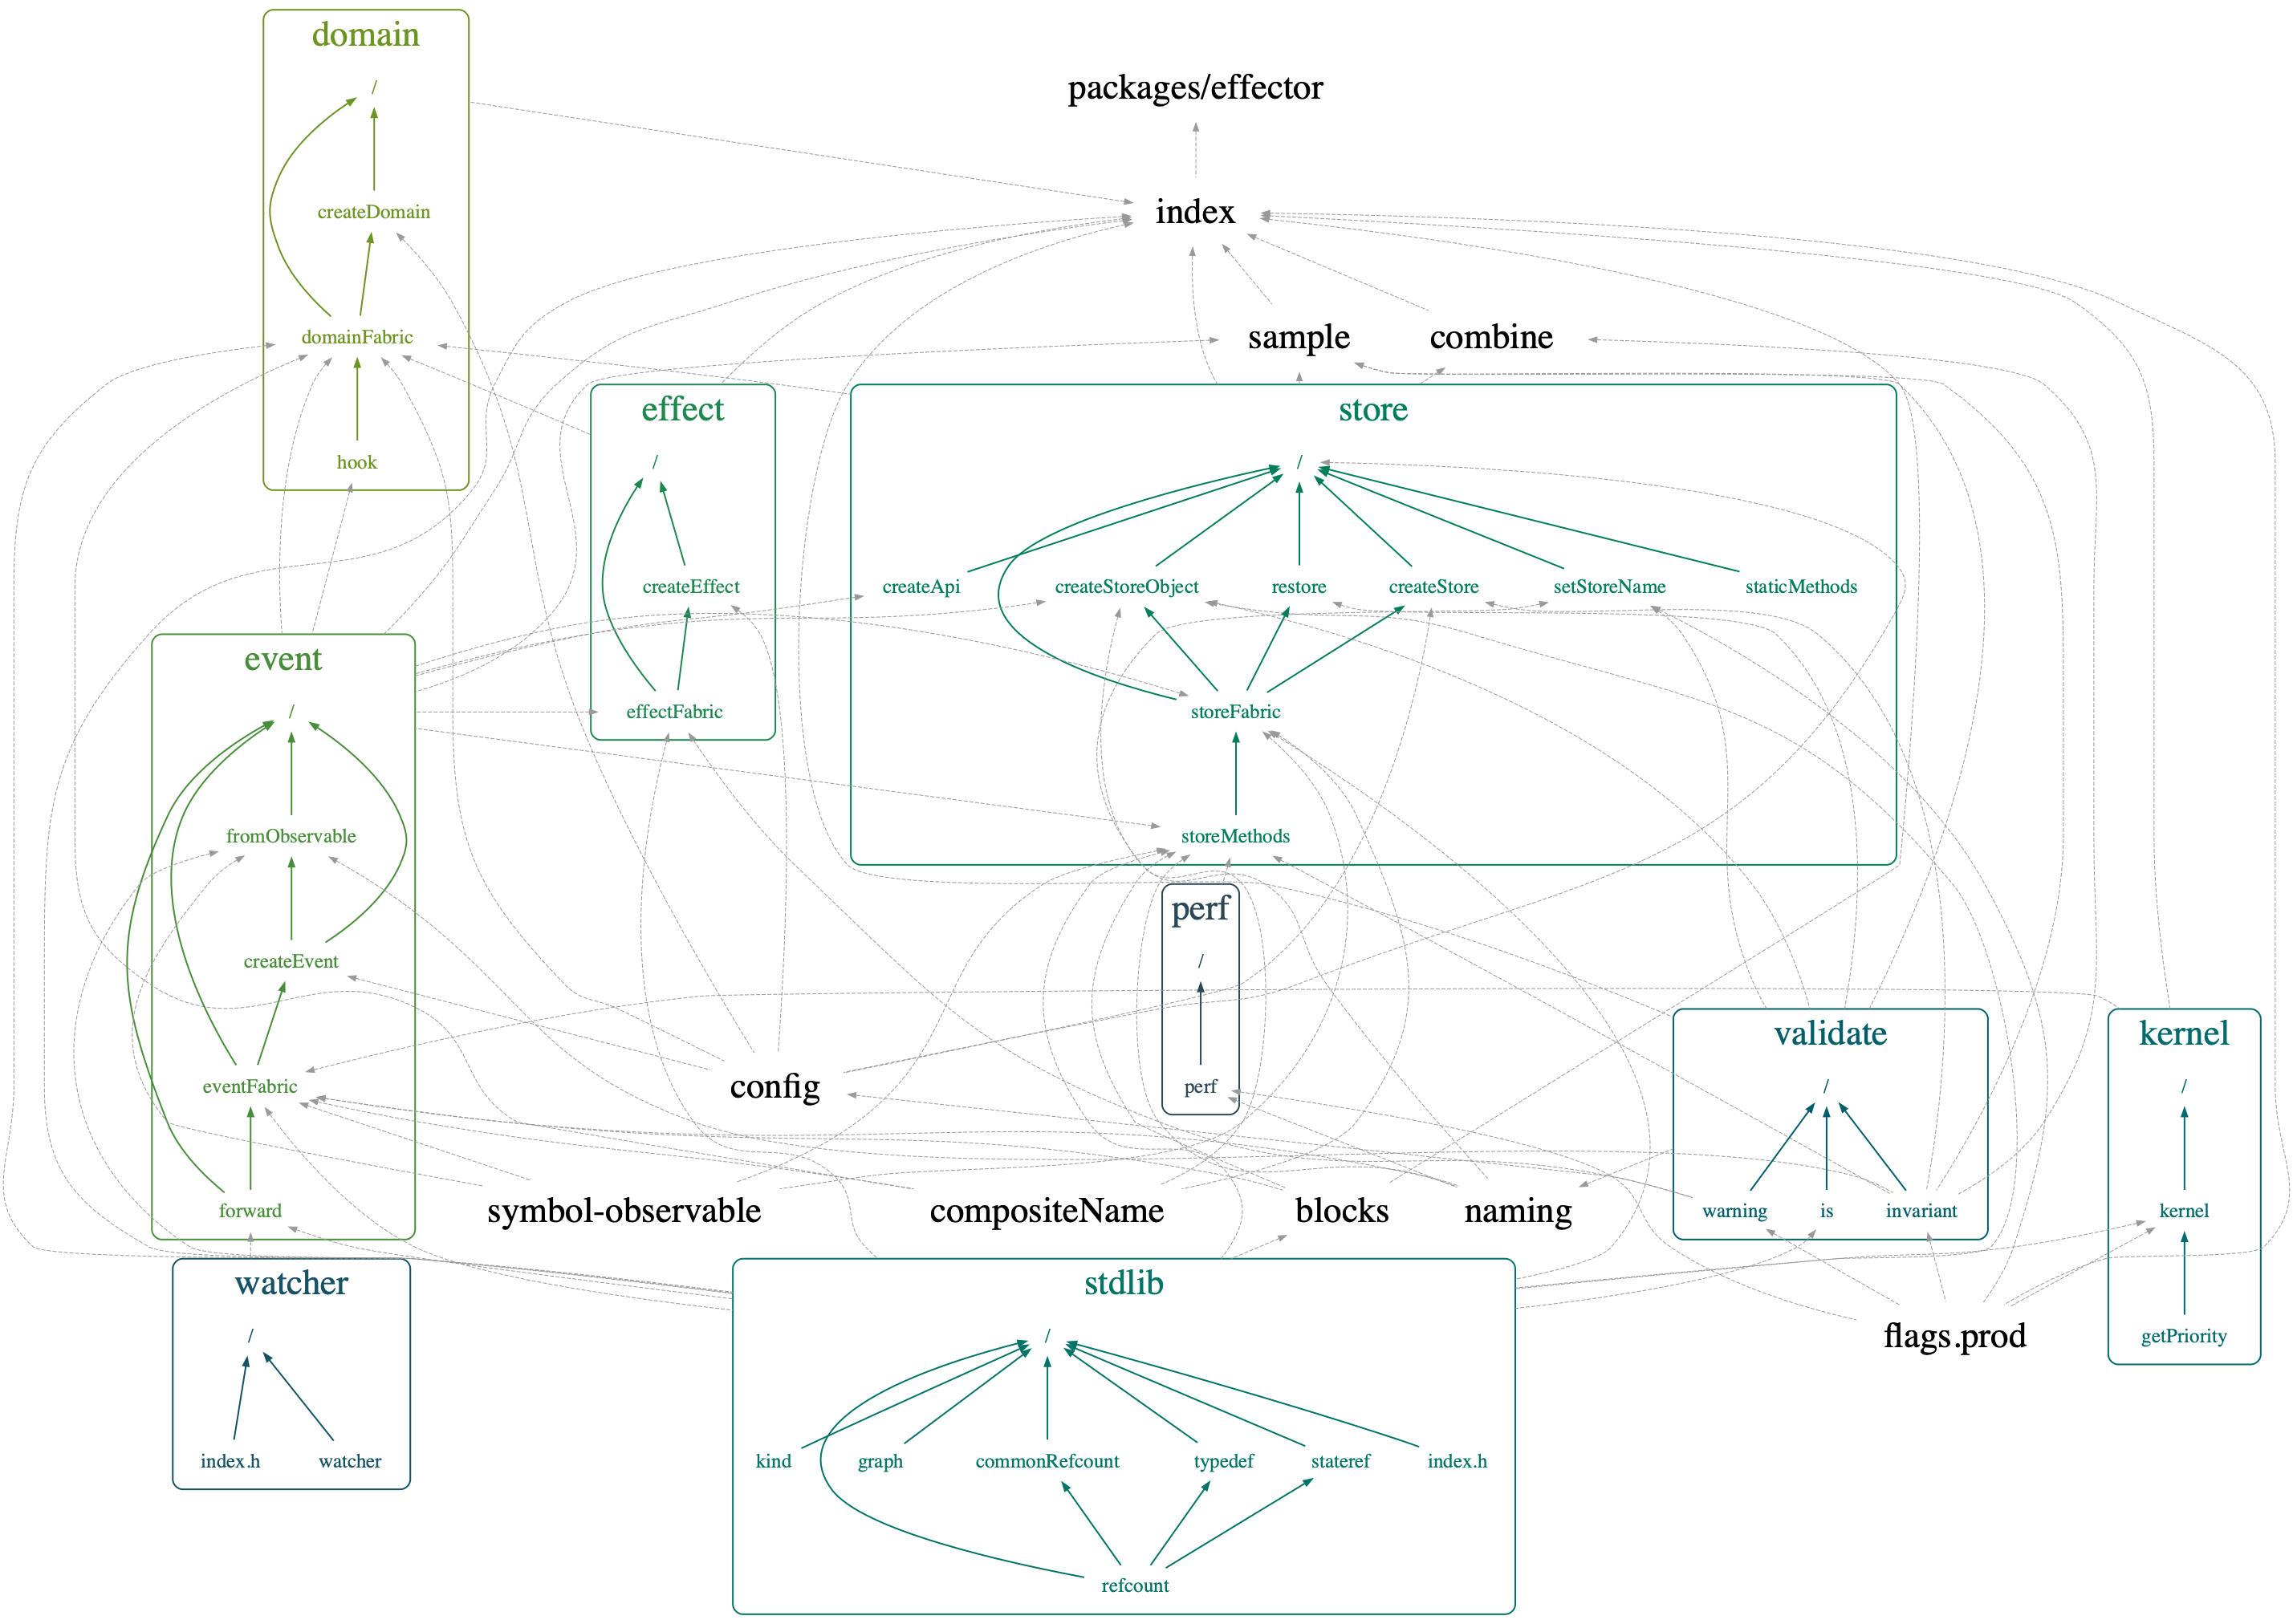 domain
/
createDomain
domainFabric
hook
packages/effector
index
sample
combine
effect
/
createEffect
effectFabric
store
/
createApi
createStoreObject
restore
createStore
setStoreName
staticMethods
storeFabric
storeMethods
event
/
fromObservable
createEvent
eventFabric
forward
perf
/
perf
config
validate
/
warning
is
invariant
kernel
/
kernel
getPriority
symbol-observable
compositeName
blocks
naming
watcher
/
index.h
watcher
stdlib
/
kind
graph
commonRefcount
typedef
stateref
index.h
refcount
flags.prod